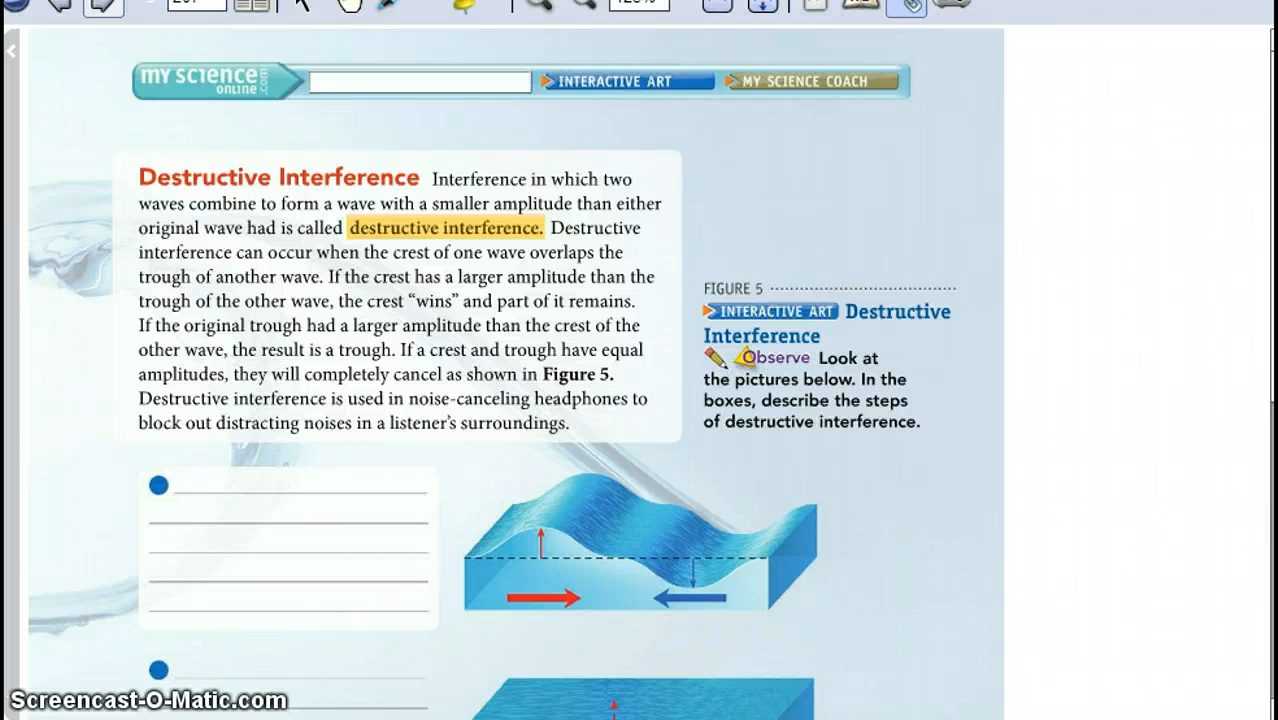 my science
ONLINE
.com
INTERACTIVE ART
MY SCIENCE COACH
Destructive Interference Interference in which two
waves combine to form a wave with a smaller amplitude than either
original wave had is called destructive interference. Destructive
interference can occur when the crest of one wave overlaps the
trough of another wave. If the crest has a larger amplitude than the
trough of the other wave, the crest “wins” and part of it remains.
If the original trough had a larger amplitude than the crest of the
other wave, the result is a trough. If a crest and trough have equal
amplitudes, they will completely cancel as shown in Figure 5.
Destructive interference is used in noise-canceling headphones to
block out distracting noises in a listener’s surroundings.
FIGURE 5
INTERACTIVE ART Destructive
Interference
Observe Look at
the pictures below. In the
boxes, describe the steps
of destructive interference.
Screencast-O-Matic.com